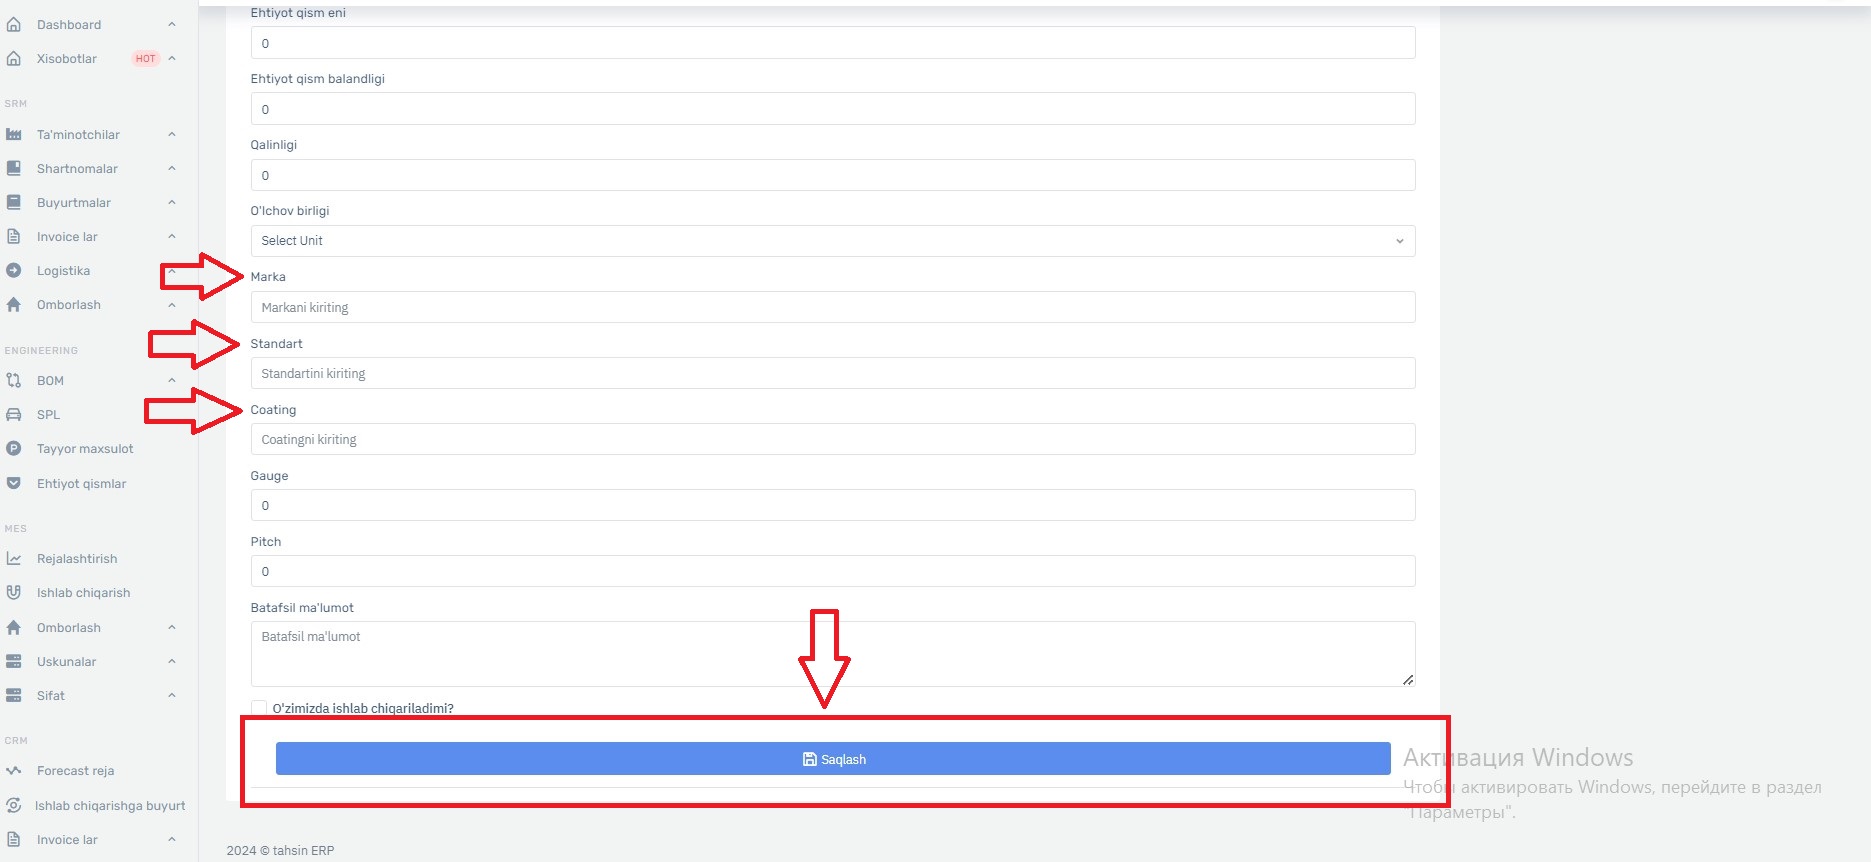 Dashboard
Xisobotlar HOT
SRM
Ta'minotchilar
Shartnomalar
Buyurtmalar
Invoice lar
Logistika
Omborlash
ENGINEERING
BOM
SPL
Tayyor maxsulot
Ehtiyot qismlar
MES
Rejalashtirish
Ishlab chiqarish
Omborlash
Uskunalar
Sifat
CRM
Forecast reja
Ishlab chiqarishga buyurt
Invoice lar
Ehtiyot qism eni
0
Ehtiyot qism balandligi
0
Qalinligi
0
O'lchov birligi
Select Unit
Marka
Markani kiriting
Standart
Standartini kiriting
Coating
Coatingni kiriting
Gauge
0
Pitch
0
Batafsil ma'lumot
Batafsil ma'lumot
O'zimizda ishlab chiqariladimi?
Saqlash
Активация Windows
Чтобы активировать Windows, перейдите в раздел
"Параметры".
2024 © tahsin ERP